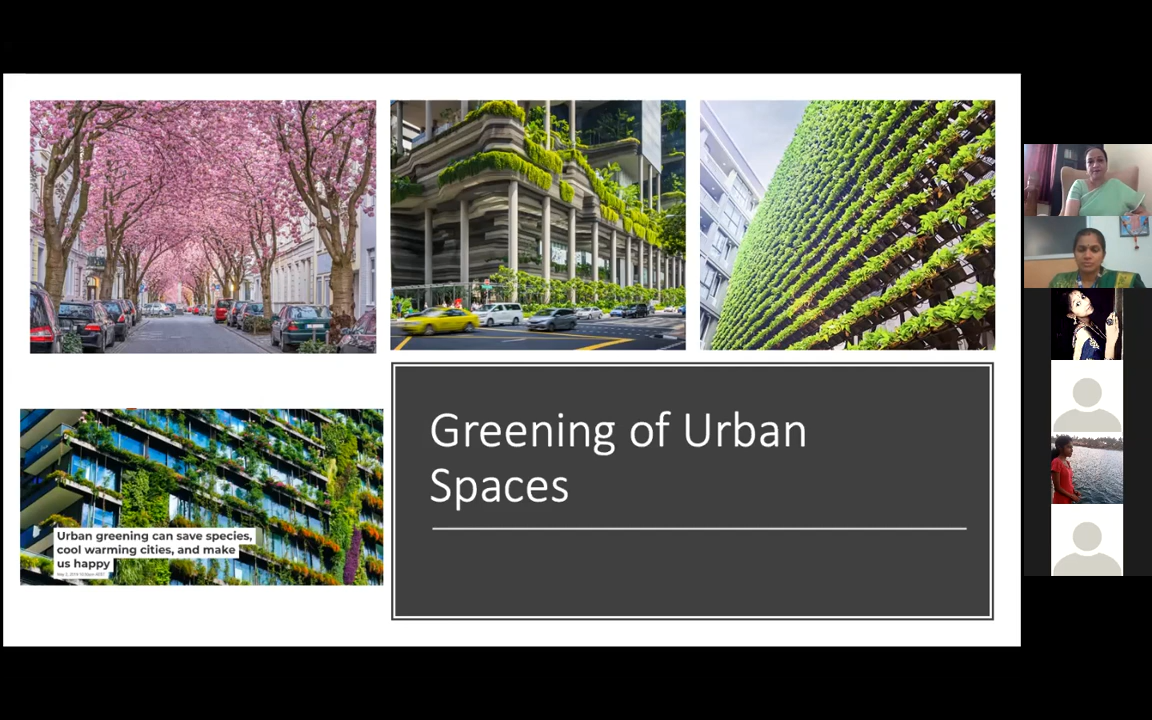 Greening of Urban
Spaces
Urban greening can save species,
cool warming cities, and make
us happy